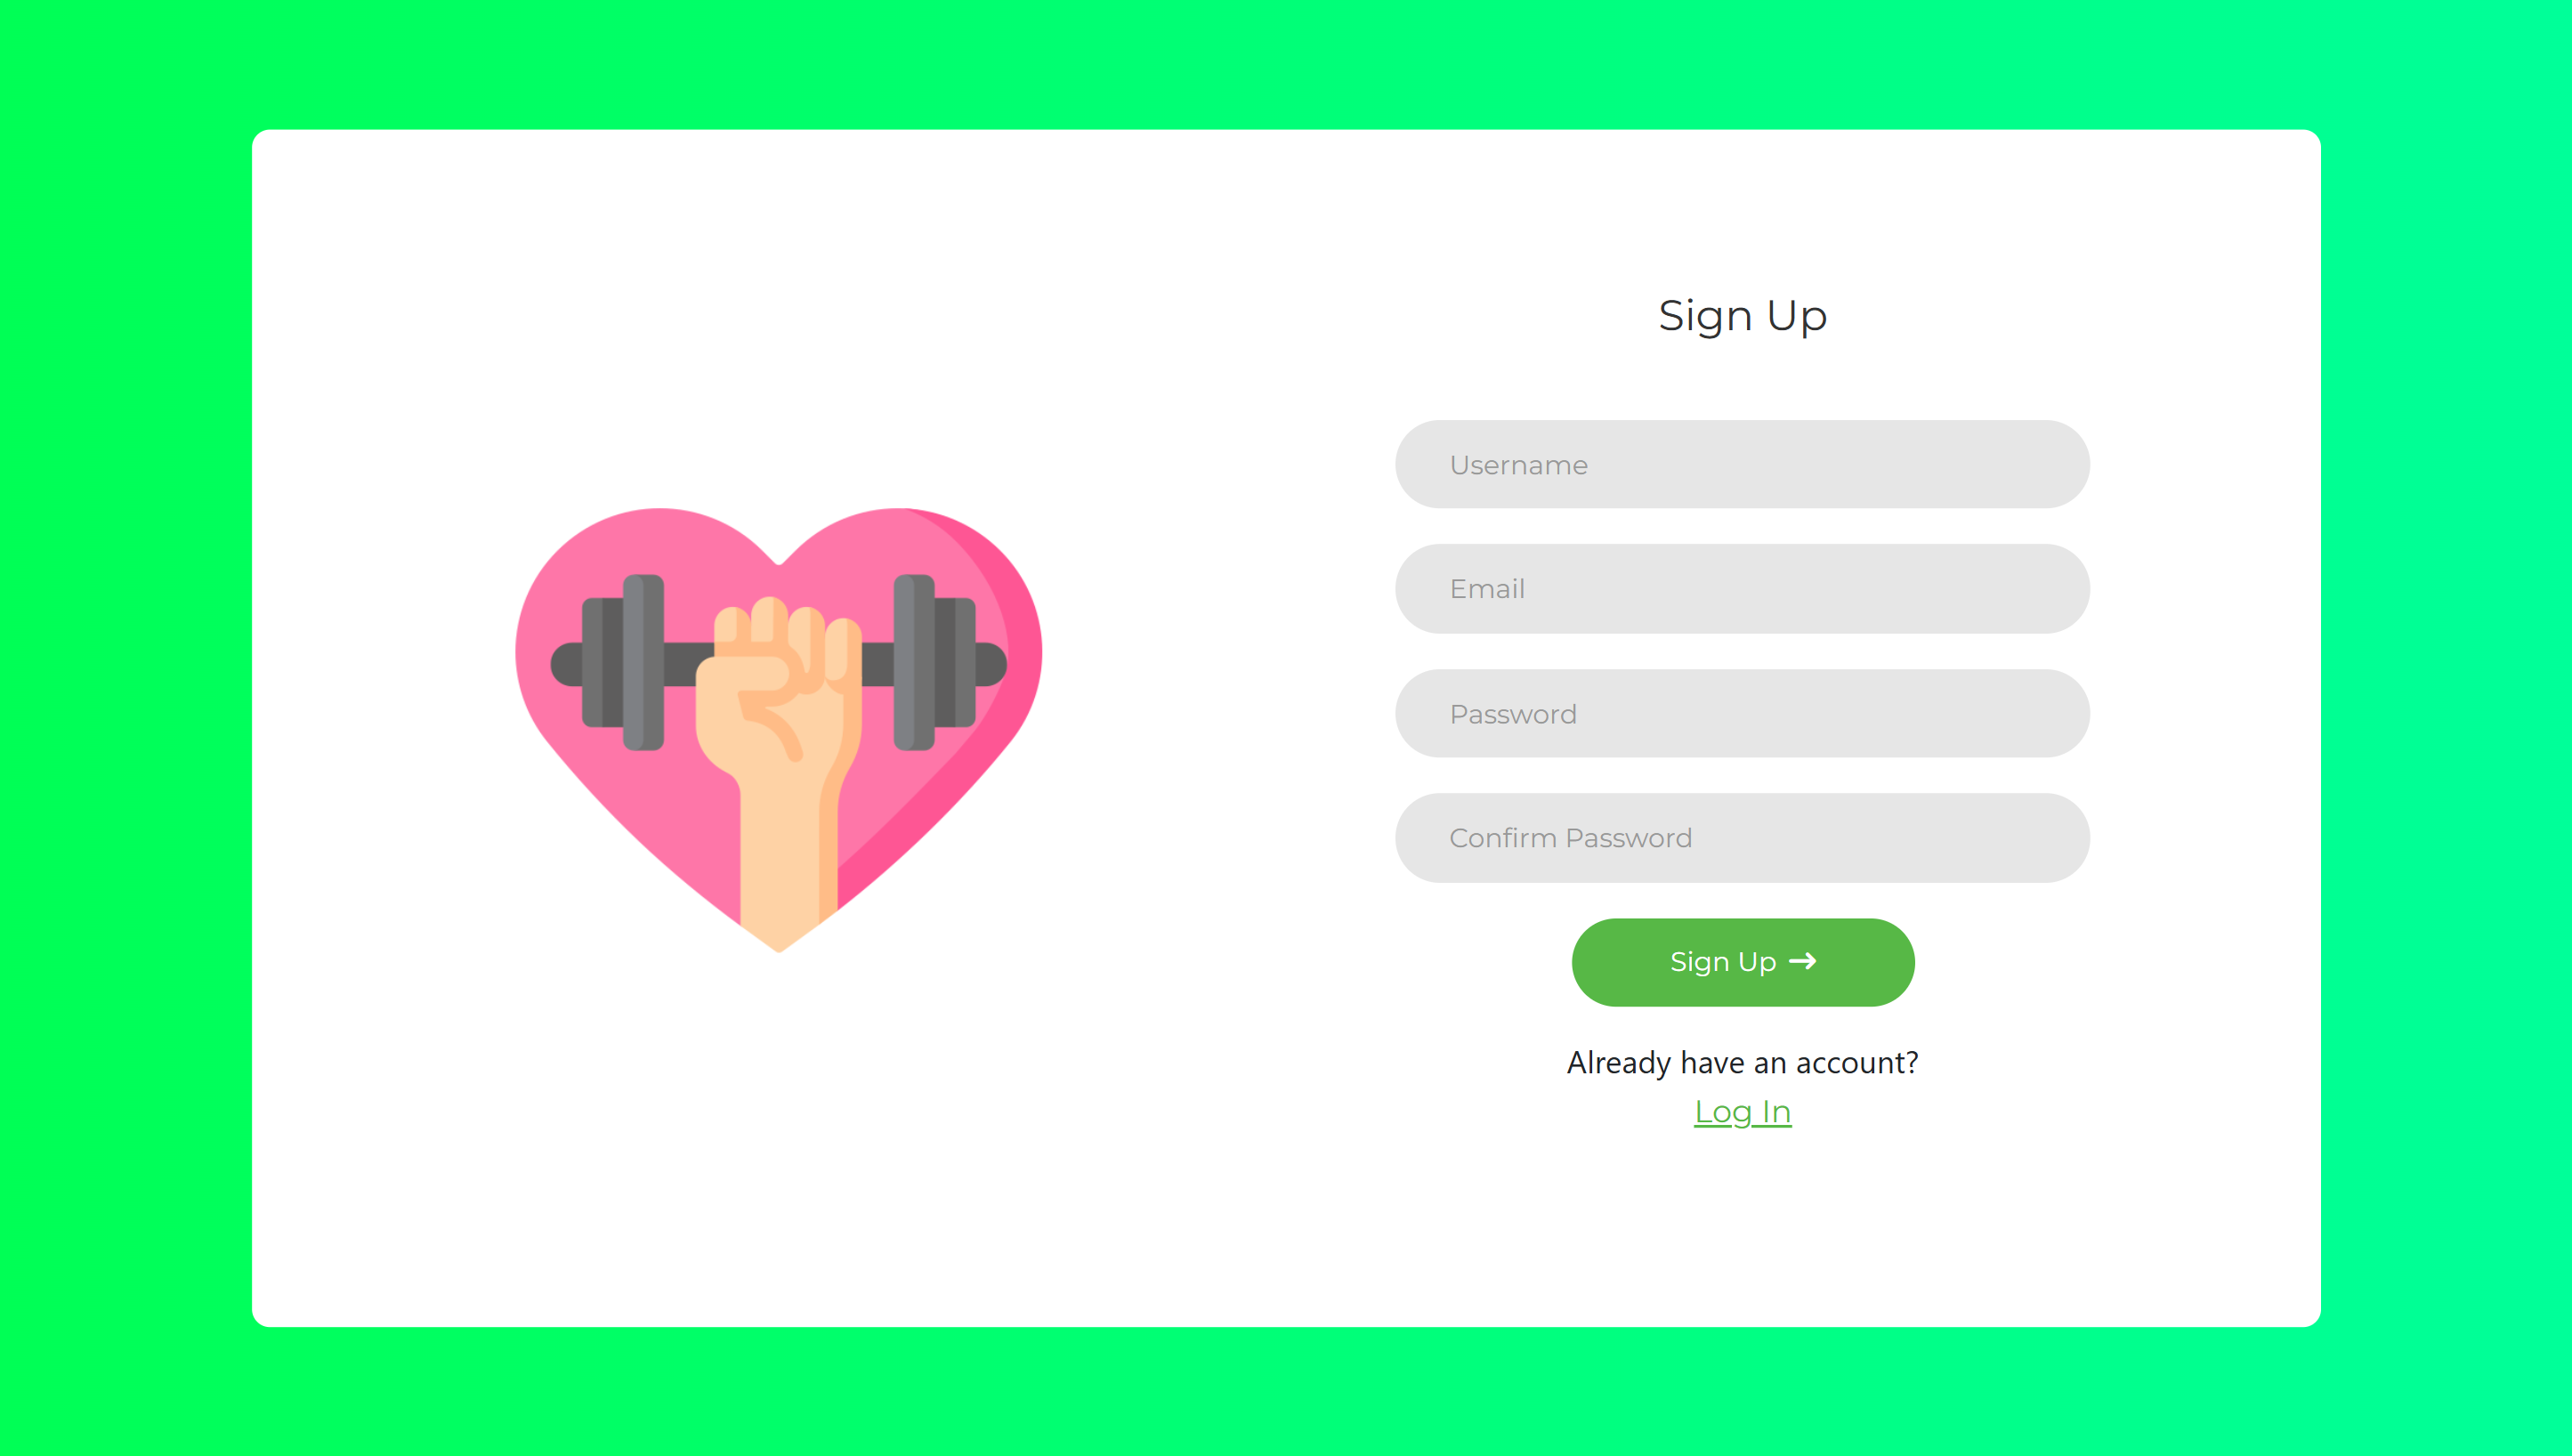 Sign Up
Username
Email
Password
Confirm Password
Sign Up →
Already have an account?
Log In